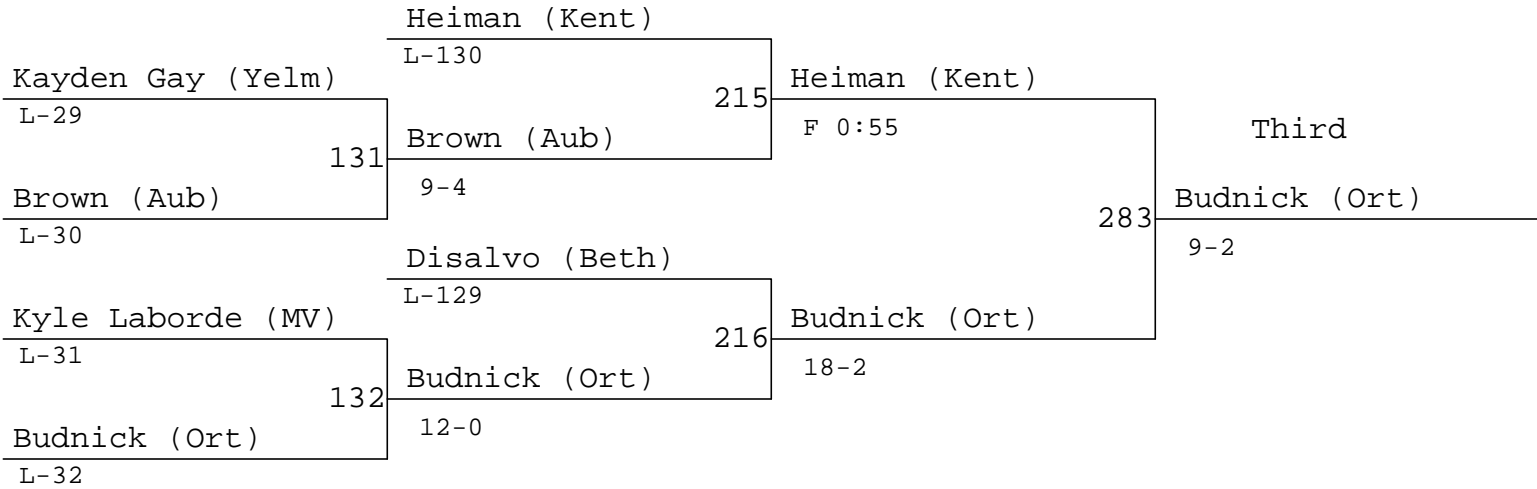 Heiman (Kent)
L-130
Kayden Gay (Yelm)
L-29
215
Heiman (Kent)
F 0:55
Third
131
Brown (Aub)
9-4
Brown (Aub)
L-30
283
Budnick (Ort)
9-2
Disalvo (Beth)
L-129
Kyle Laborde (MV)
L-31
216
Budnick (Ort)
18-2
132
Budnick (Ort)
12-0
Budnick (Ort)
L-32